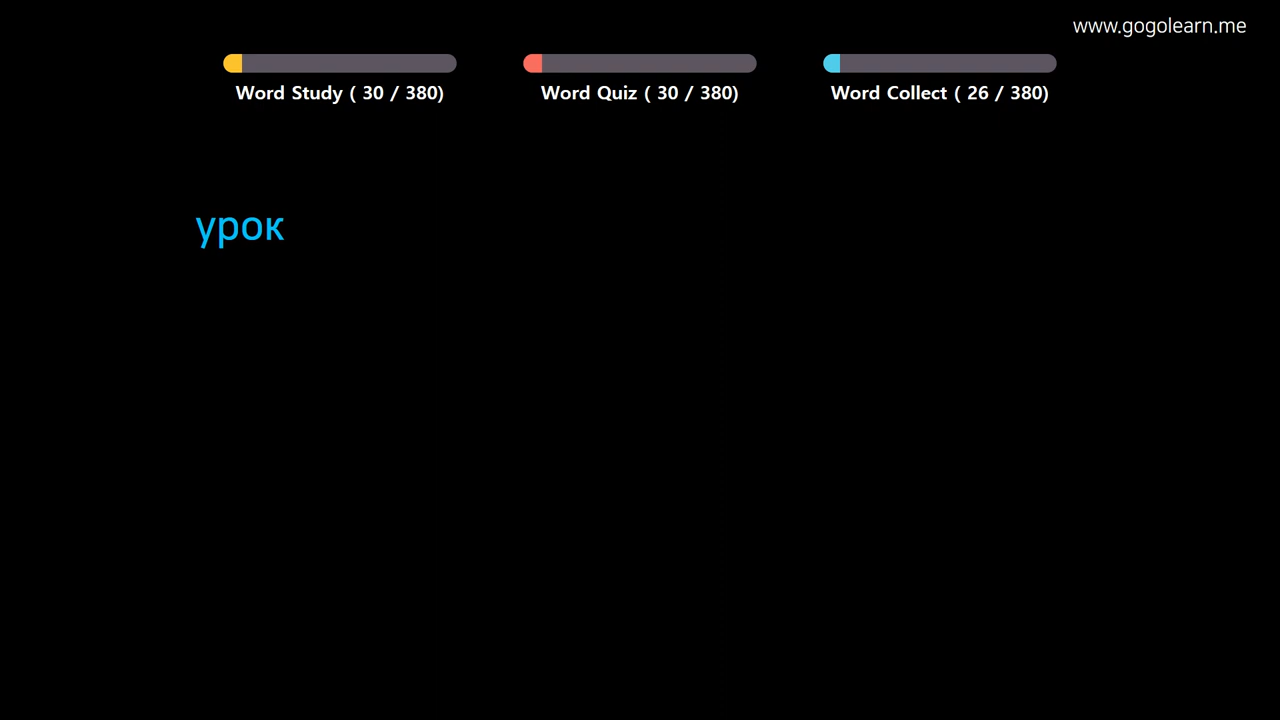 www.gogolearn.me
Word Study ( 30 / 380)
Word Quiz ( 30 / 380)
Word Collect ( 26 / 380)
урок